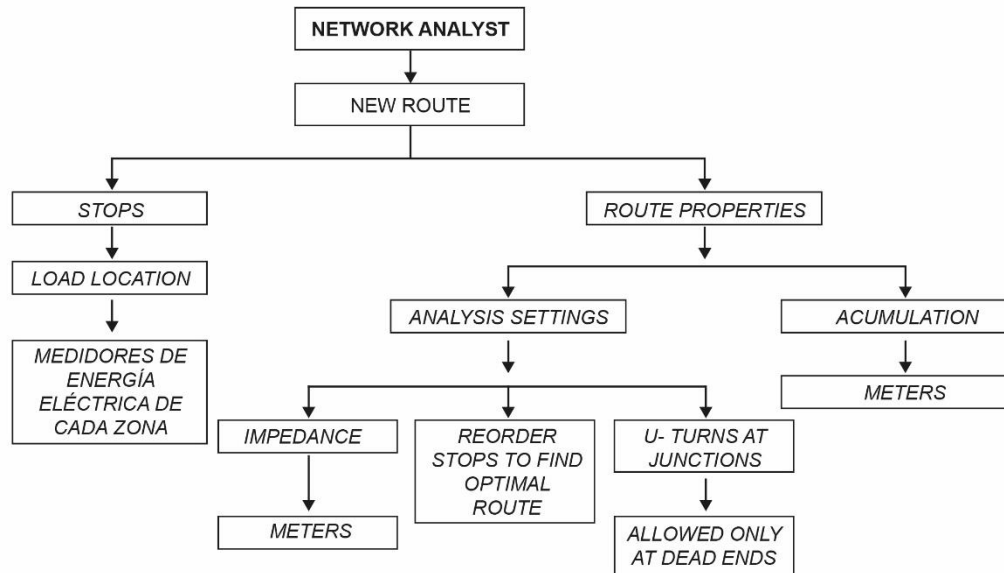 NETWORK ANALYST
NEW ROUTE
STOPS
ROUTE PROPERTIES
LOAD LOCATION
ANALYSIS SETTINGS
ACUMULATION
MEDIDORES DE
ENERGÍA
ELÉCTRICA DE
CADA ZONA
METERS
IMPEDANCE
REORDER
STOPS TO FIND
OPTIMAL
ROUTE
U- TURNS AT
JUNCTIONS
METERS
ALLOWED ONLY
AT DEAD ENDS